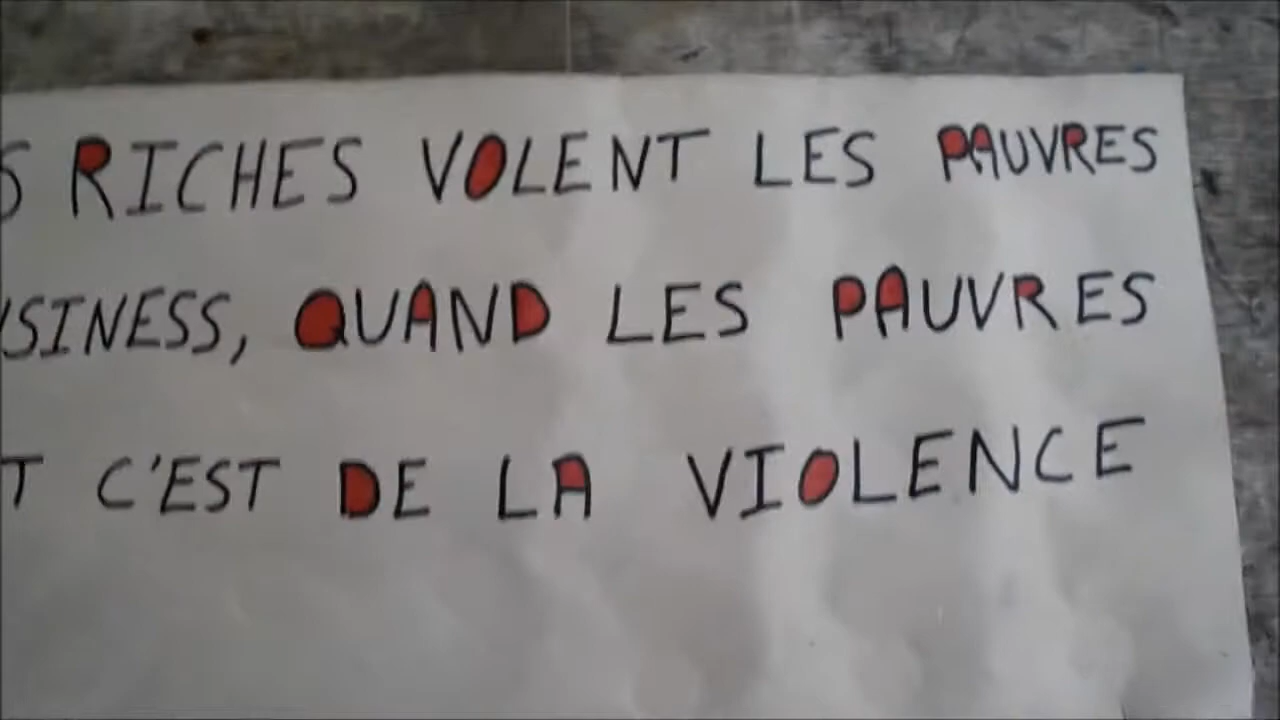 RICHES VOLENT LES PAUVRES
QUAND LES PAUVRES
C'EST DE LA VIOLENCE